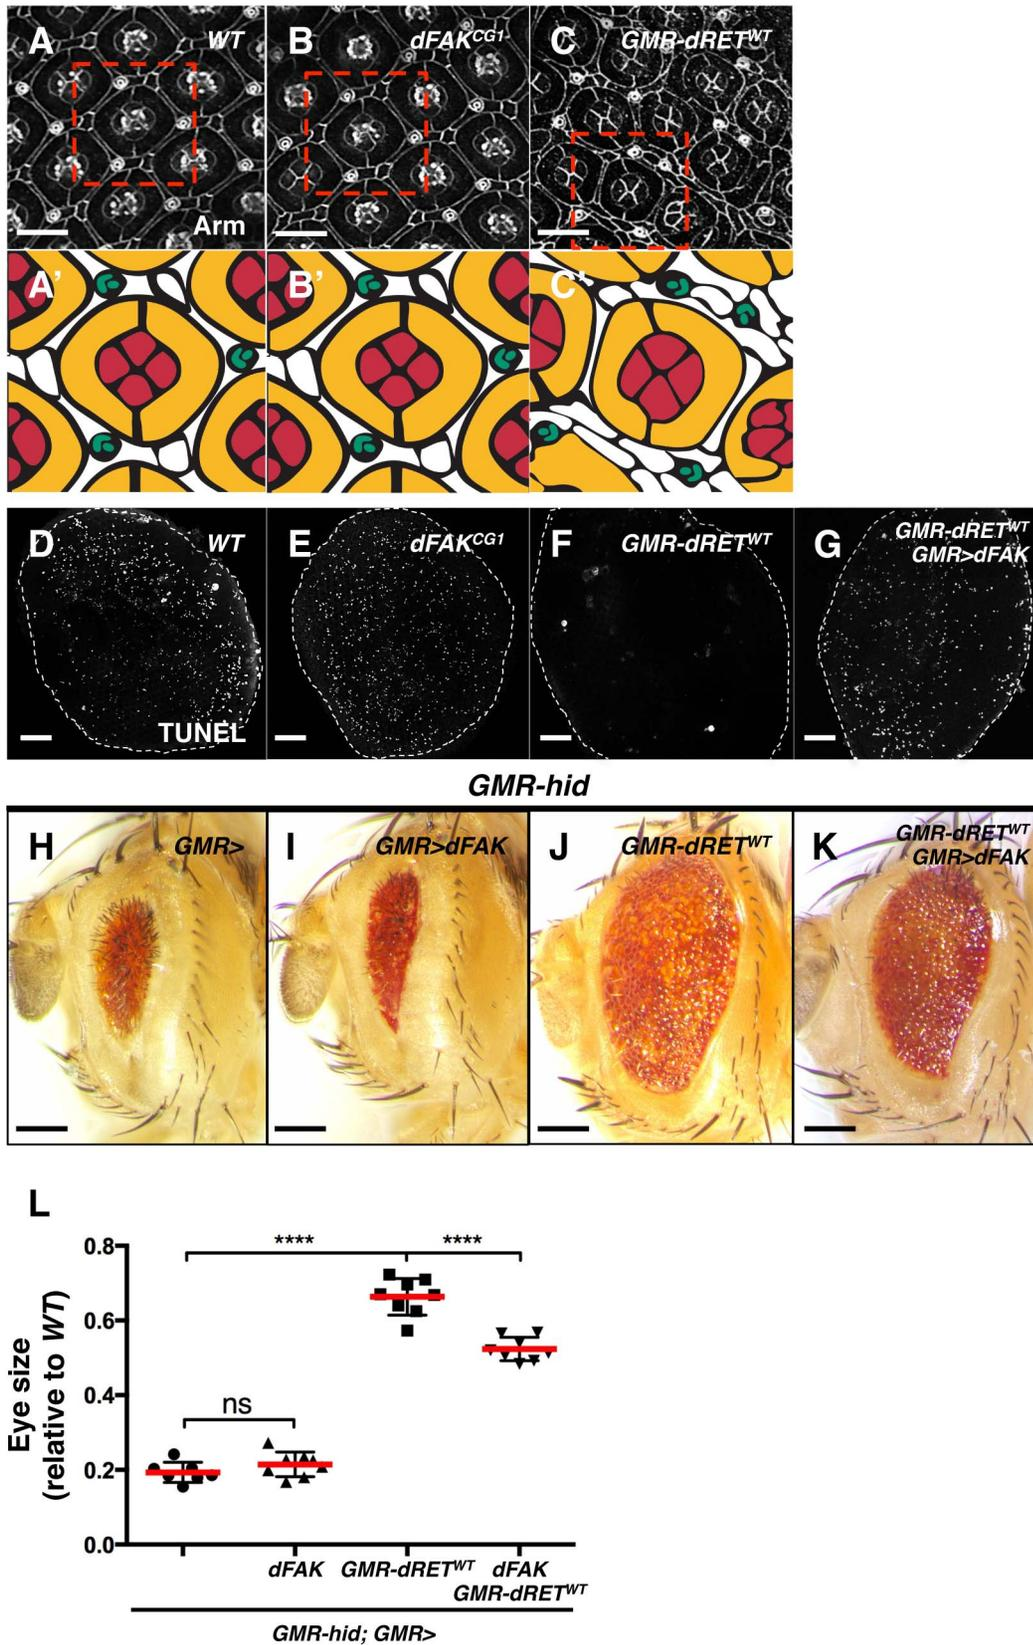 A WT
B dFAK^CG1
C GMR-dRET^WT
Arm
A'
B'
C'
D WT
E dFAK^CG1
F GMR-dRET^WT
G GMR-dRET^WT
GMR>dFAK
TUNEL
GMR-hid
H GMR>
I GMR>dFAK
J GMR-dRET^WT
K GMR-dRET^WT
GMR>dFAK
L
Eye size
(relative to WT)
0.8
0.6
0.4
0.2
0.0
ns
****
****
dFAK
GMR-dRET^WT
dFAK
GMR-dRET^WT
GMR-hid; GMR>